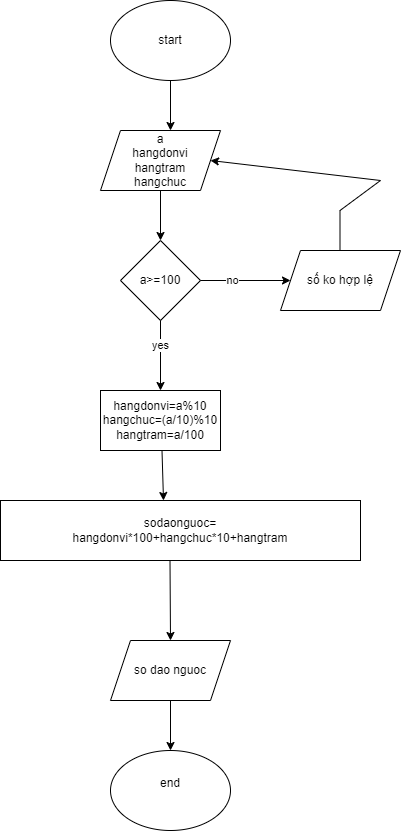 start
a
hangdonvi
hangtram
hangchuc
a>=100
no
số ko hợp lệ
yes
hangdonvi=a%10
hangchuc=(a/10)%10
hangtram=a/100
sodaonguoc=
hangdonvi*100+hangchuc*10+hangtram
so dao nguoc
end